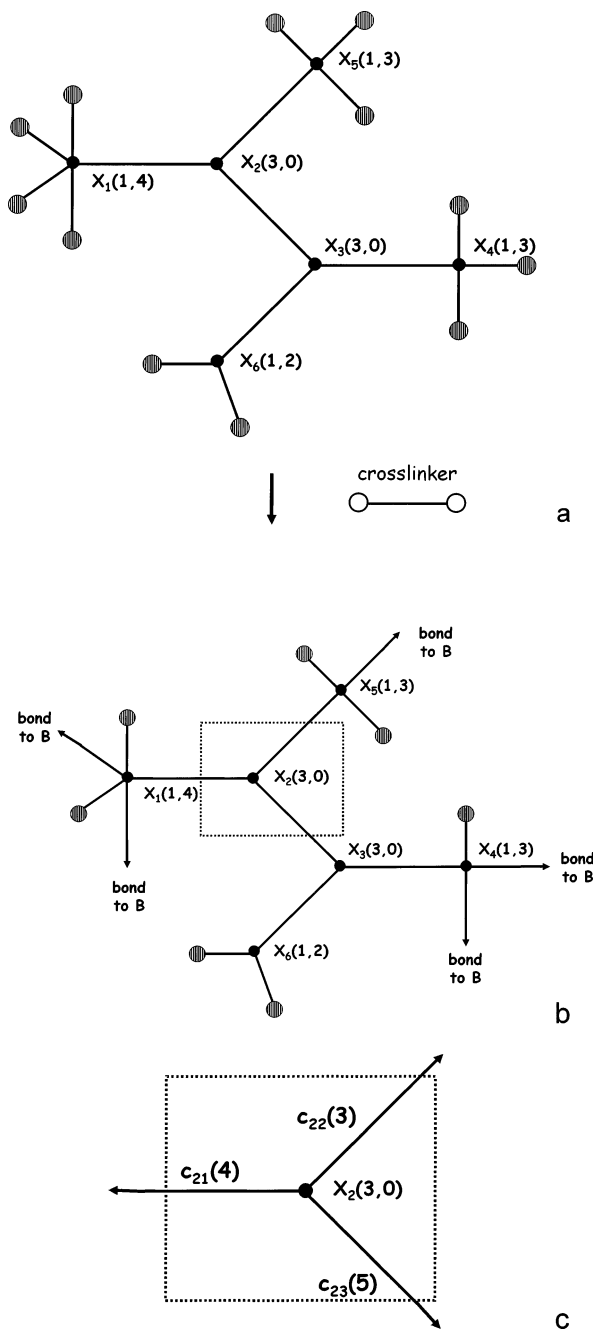 X₅(1,3)
X₁(1,4)
X₂(3,0)
X₃(3,0)
X₄(1,3)
X₆(1,2)
crosslinker
a
bond
to B
X₅(1,3)
bond
to B
X₂(3,0)
X₁(1,4)
X₃(3,0)
X₄(1,3)
bond
to B
bond
to B
X₆(1,2)
bond
to B
b
c₂₂(3)
c₂₁(4)
X₂(3,0)
c₂₃(5)
c